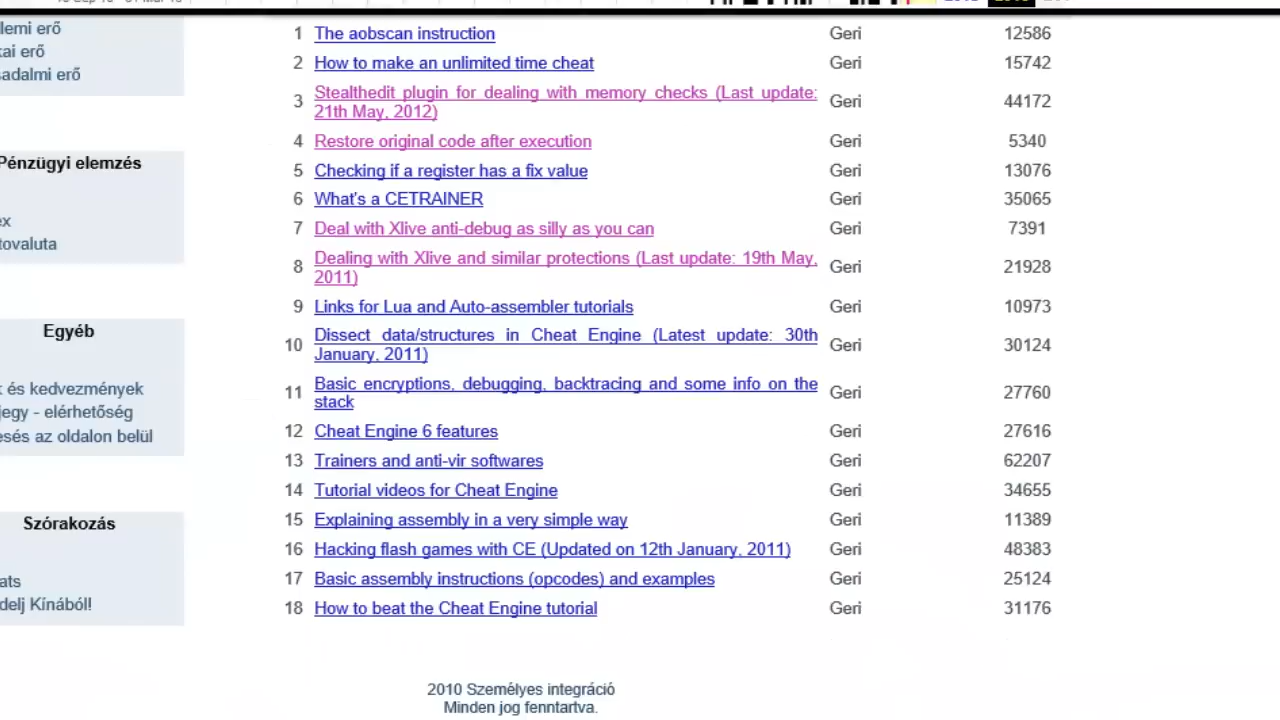 lemi erő
kai erő
sadalmi erő
Pénzügyi elemzés
ex
tovaluta
Egyéb
és kedvezmények
jegy - elérhetőség
esés az oldalon belül
Szórakozás
ats
delj Kínából!
1 The aobscan instruction Geri 12586
2 How to make an unlimited time cheat Geri 15742
3 Stealthedit plugin for dealing with memory checks (Last update:
21th May, 2012) Geri 44172
4 Restore original code after execution Geri 5340
5 Checking if a register has a fix value Geri 13076
6 What's a CETRAINER Geri 35065
7 Deal with Xlive anti-debug as silly as you can Geri 7391
8 Dealing with Xlive and similar protections (Last update: 19th May,
2011) Geri 21928
9 Links for Lua and Auto-assembler tutorials Geri 10973
10 Dissect data/structures in Cheat Engine (Latest update: 30th
January, 2011) Geri 30124
11 Basic encryptions, debugging, backtracing and some info on the
stack Geri 27760
12 Cheat Engine 6 features Geri 27616
13 Trainers and anti-vir softwares Geri 62207
14 Tutorial videos for Cheat Engine Geri 34655
15 Explaining assembly in a very simple way Geri 11389
16 Hacking flash games with CE (Updated on 12th January, 2011) Geri 48383
17 Basic assembly instructions (opcodes) and examples Geri 25124
18 How to beat the Cheat Engine tutorial Geri 31176
2010 Személyes integráció
Minden jog fenntartva.